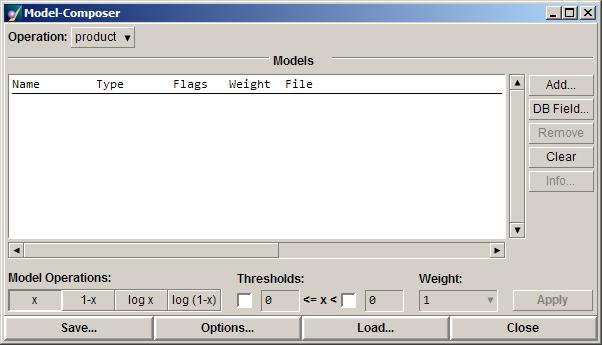 Model-Composer
Operation: product
Models
Name Type Flags Weight File
Add...
DB Field...
Remove
Clear
Info...
Model Operations: Thresholds: Weight:
x 1-x log x log (1-x) 0 <= x < 0 1 Apply
Save... Options... Load... Close